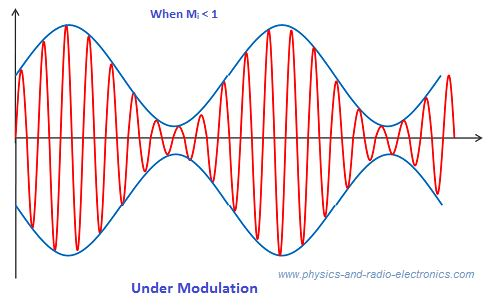 When Mi < 1
www.physics-and-radio-electronics.com
Under Modulation